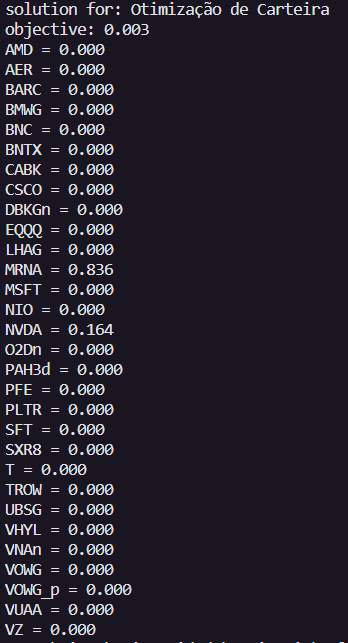 solution for: Otimização de Carteira
objective: 0.003
AMD = 0.000
AER = 0.000
BARC = 0.000
BMWG = 0.000
BNC = 0.000
BNTX = 0.000
CABK = 0.000
CSCO = 0.000
DBKGn = 0.000
EQQQ = 0.000
LHAG = 0.000
MRNA = 0.836
MSFT = 0.000
NIO = 0.000
NVDA = 0.164
O2Dn = 0.000
PAH3d = 0.000
PFE = 0.000
PLTR = 0.000
SFT = 0.000
SXR8 = 0.000
T = 0.000
TROW = 0.000
UBSG = 0.000
VHYL = 0.000
VNAn = 0.000
VOWG = 0.000
VOWG_p = 0.000
VUAA = 0.000
VZ = 0.000